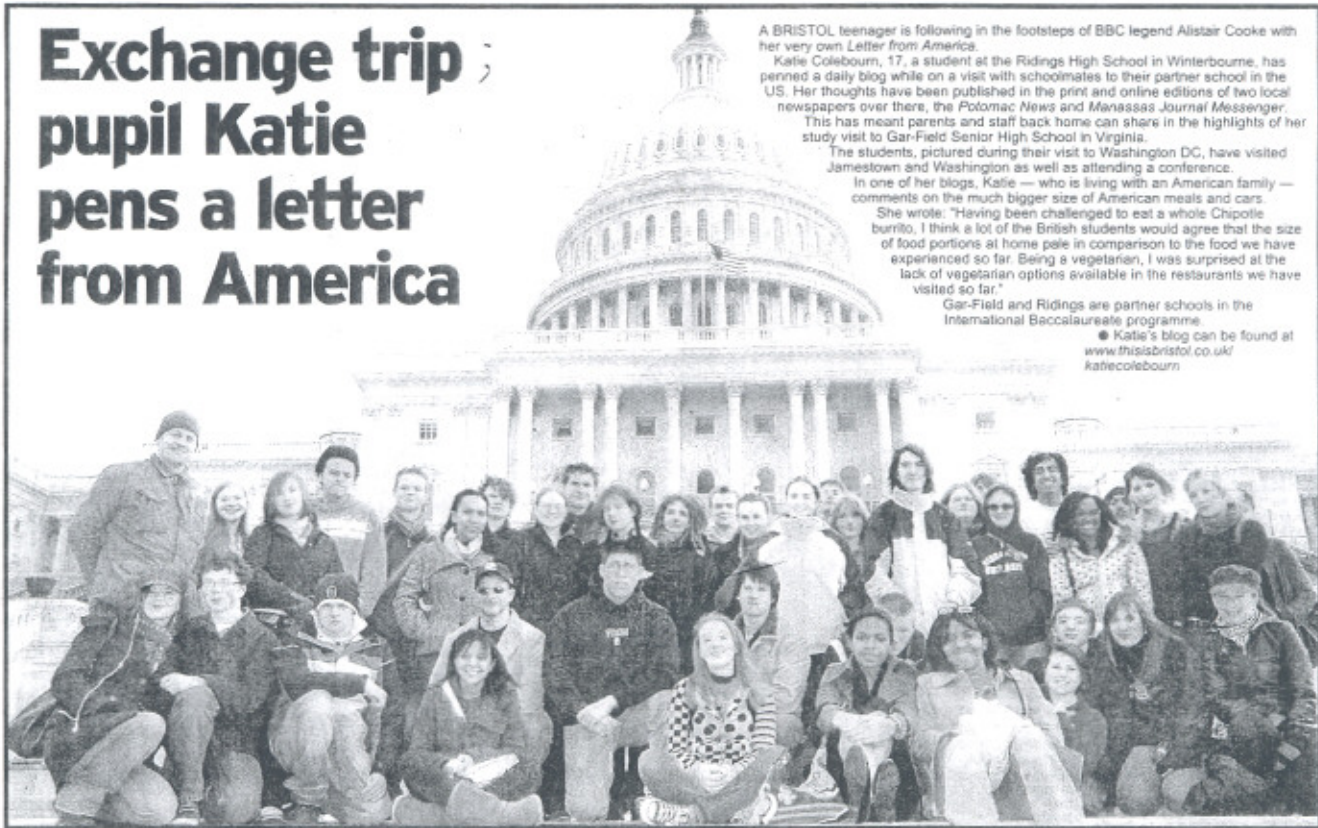 Exchange trip
pupil Katie
pens a letter
from America
A BRISTOL teenager is following in the footsteps of BBC legend Alistair Cooke with
her very own Letter from America.
Katie Colebourn, 17, a student at the Ridings High School in Winterbourne, has
penned a daily blog while on a visit with schoolmates to their partner school in the
US. Her thoughts have been published in the print and online editions of two local
newspapers over there, the Potomac News and Manassas Journal Messenger.
This has meant parents and staff back home can share in the highlights of her
study visit to Gar-Field Senior High School in Virginia.
The students, pictured during their visit to Washington DC, have visited
Jamestown and Washington as well as attending a conference.
In one of her blogs, Katie — who is living with an American family —
comments on the much bigger size of American meals and cars.
She wrote: "Having been challenged to eat a whole Chipotle
burrito, I think a lot of the British students would agree that the size
of food portions at home pale in comparison to the food we have
experienced so far. Being a vegetarian, I was surprised at the
lack of vegetarian options available in the restaurants we have
visited so far."
Gar-Field and Ridings are partner schools in the
International Baccalaureate programme.
● Katie's blog can be found at
www.thisisbristol.co.uk/
katiecolebourn